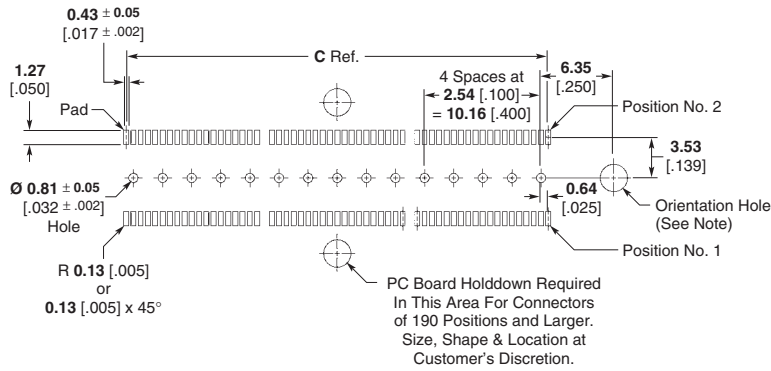 0.43 ± 0.05
[.017 ± .002]
C Ref.
1.27
[.050]
Pad
4 Spaces at
2.54 [.100]
= 10.16 [.400]
6.35
[.250]
Position No. 2
3.53
[.139]
Ø 0.81 ± 0.05
[.032 ± .002]
Hole
0.64
[.025]
Orientation Hole
(See Note)
Position No. 1
R 0.13 [.005]
or
0.13 [.005] x 45°
PC Board Holddown Required
In This Area For Connectors
of 190 Positions and Larger.
Size, Shape & Location at
Customer's Discretion.